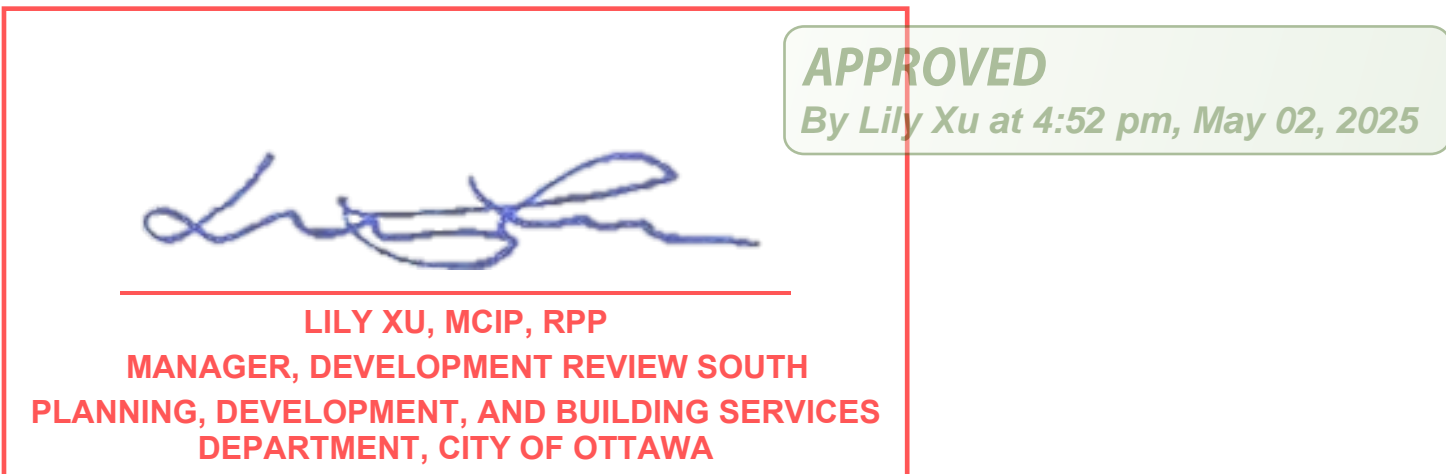 APPROVED
By Lily Xu at 4:52 pm, May 02, 2025
LILY XU, MCIP, RPP
MANAGER, DEVELOPMENT REVIEW SOUTH
PLANNING, DEVELOPMENT, AND BUILDING SERVICES
DEPARTMENT, CITY OF OTTAWA